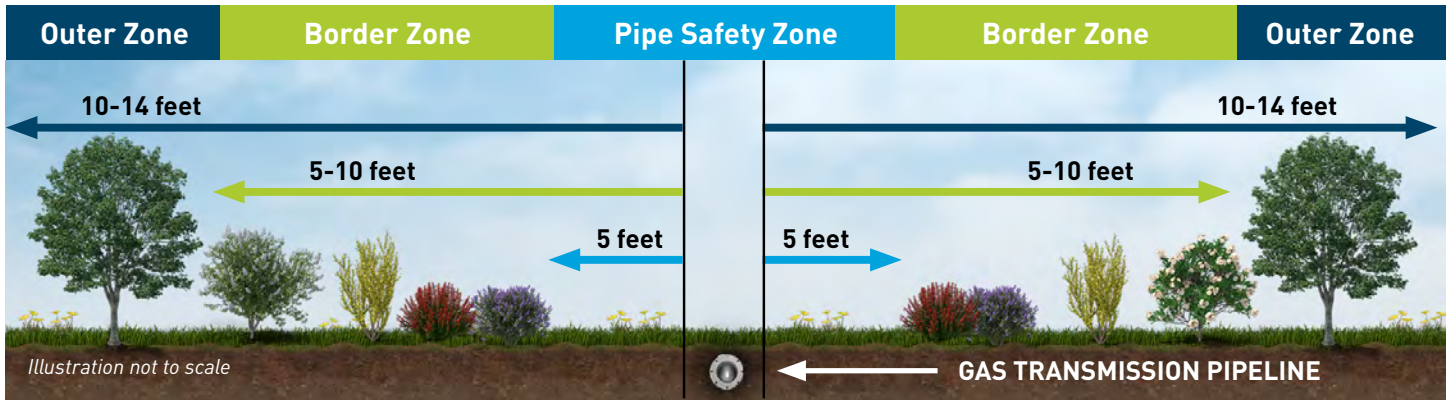 Outer Zone
Border Zone
Pipe Safety Zone
Border Zone
Outer Zone
10-14 feet
10-14 feet
5-10 feet
5-10 feet
5 feet
5 feet
Illustration not to scale
GAS TRANSMISSION PIPELINE